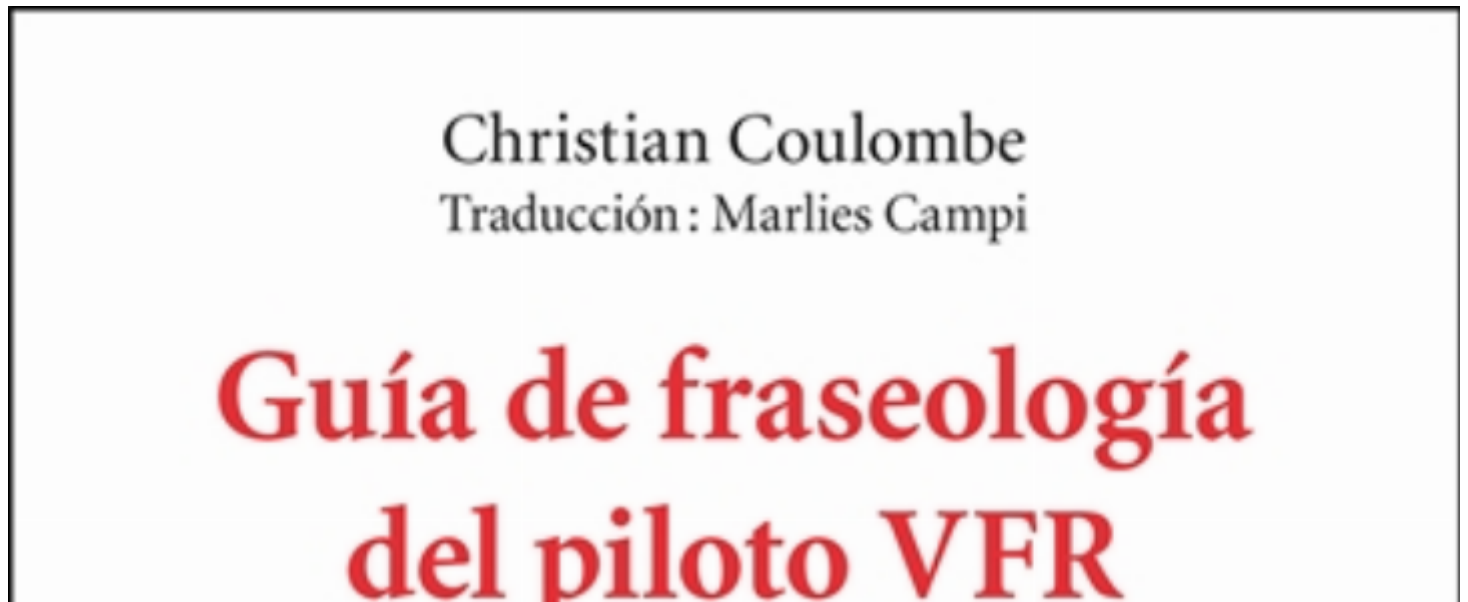 Christian Coulombe
Traducción: Marlies Campi
Guía de fraseología
del piloto VFR